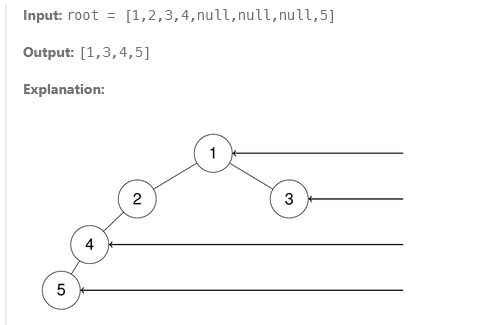 Input: root = [1,2,3,4,null,null,null,5]
Output: [1,3,4,5]
Explanation:
1
2
3
4
5